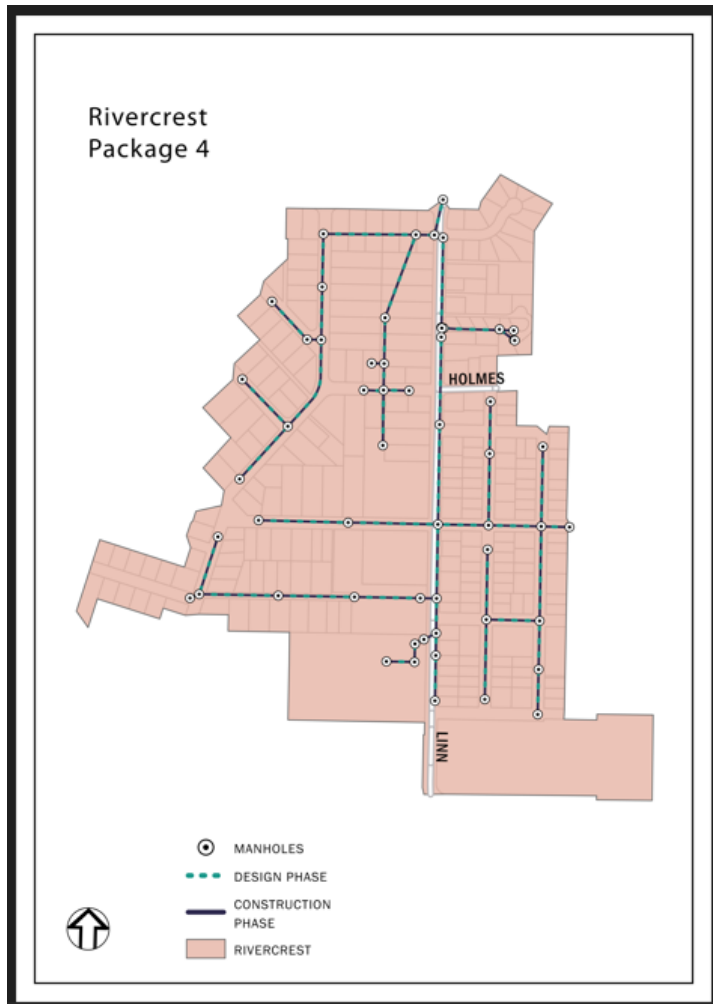 Rivercrest
Package 4
HOLMES
LINN
MANHOLES
DESIGN PHASE
CONSTRUCTION
PHASE
RIVERCREST